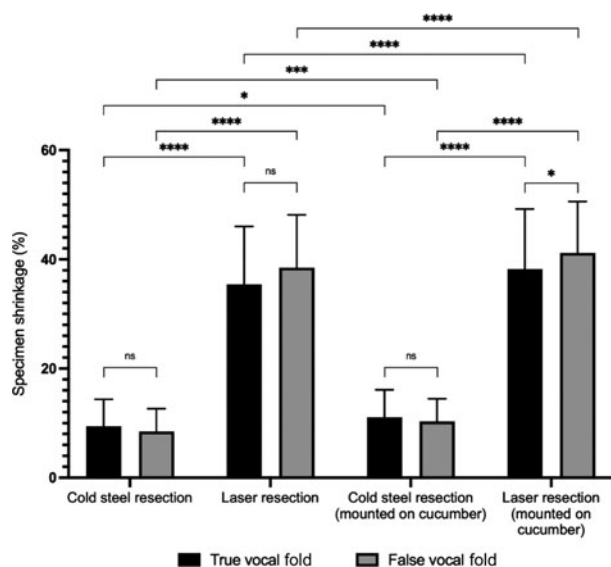 ****
****
***
*
****
****
****
****
60
ns
*
40
Specimen shrinkage (%)
20
ns
ns
0
Cold steel resection
Laser resection
Cold steel resection
(mounted on cucumber)
Laser resection
(mounted on
cucumber)
True vocal fold
False vocal fold